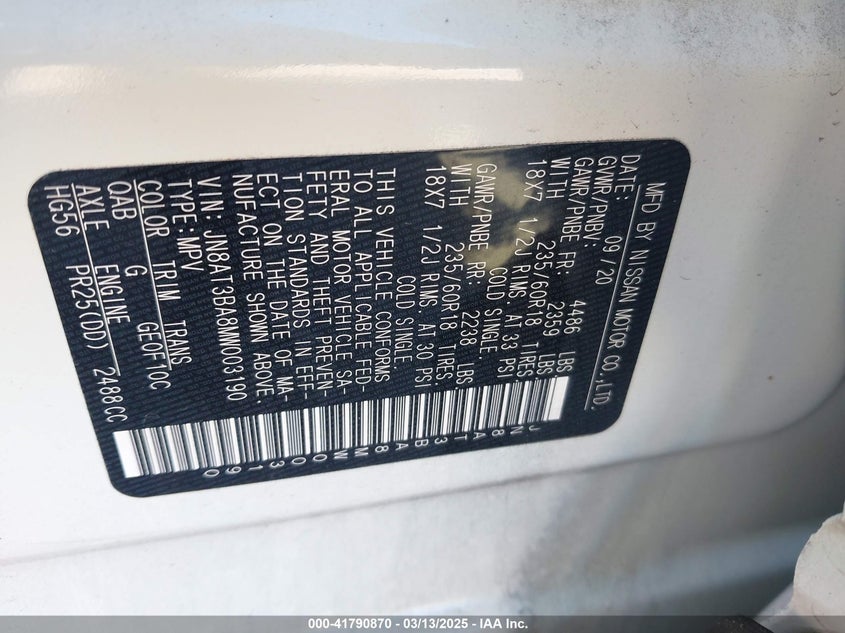 MFD BY NISSAN MOTOR CO.,LTD.
DATE: 09/20
GVWR/PNBV: 4486 LBS
GAWR/PNBE FR: 2359 LBS
WITH 235/60R18 TIRES
18X7 1/2J RIMS AT 33 PSI
COLD SINGLE
GAWR/PNBE RR: 2238 LBS
WITH 235/60R18 TIRES
18X7 1/2J RIMS AT 30 PSI
COLD SINGLE
THIS VEHICLE CONFORMS
TO ALL APPLICABLE FED-
ERAL MOTOR VEHICLE SA-
FETY AND THEFT PREVEN-
TION STANDARDS IN EFF-
ECT ON THE DATE OF MA-
NUFACTURE SHOWN ABOVE.
VIN: JN8AT3BA8MW003190
TYPE: MPV
COLOR TRIM TRANS
QAB G GEOF10C
AXLE ENGINE
HG56 PR25(DD) 2488CC
JN8AT3BA8MW003190
000-41790870 — 03/13/2025 — IAA Inc.